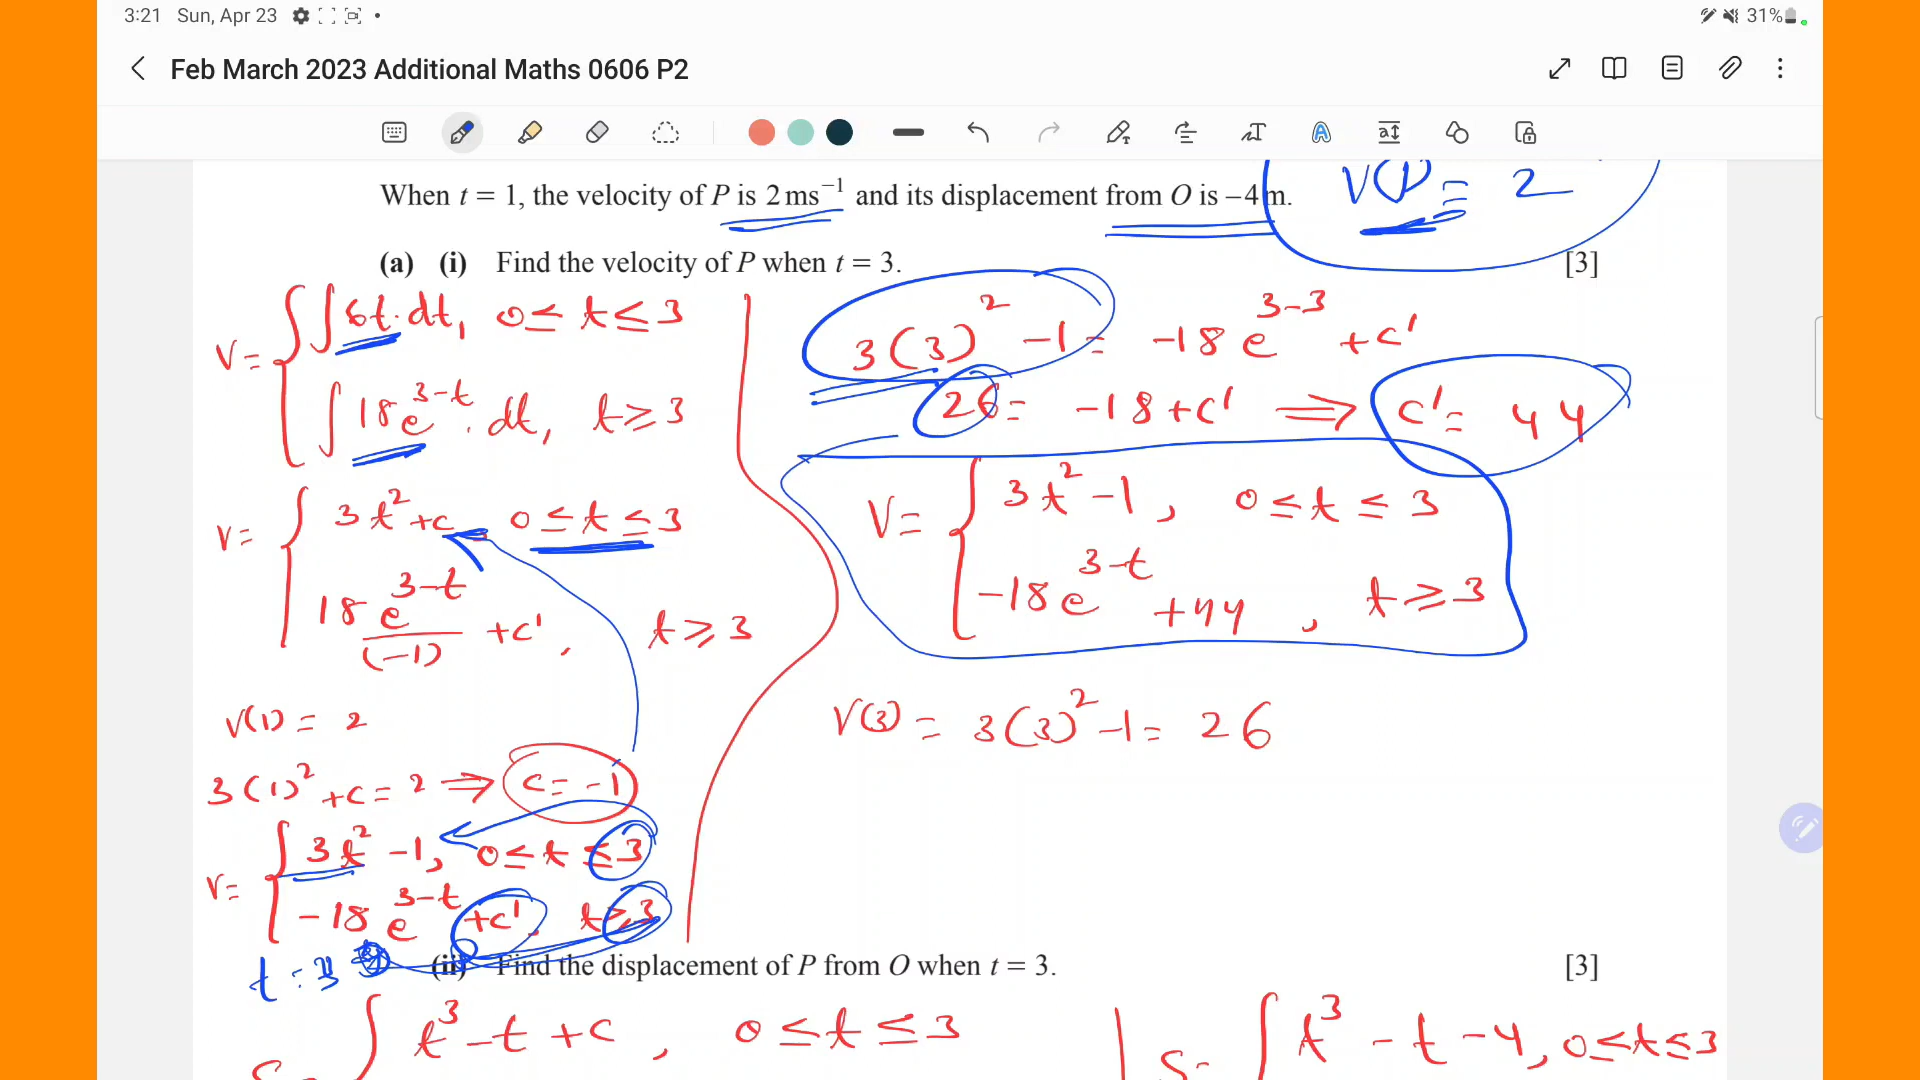 3:21 Sun, Apr 23
31%
Feb March 2023 Additional Maths 0606 P2
When t = 1, the velocity of P is 2 ms⁻¹ and its displacement from O is −4 m.
V(1) = 2
(a) (i) Find the velocity of P when t = 3. [3]
V = { ∫ 6t · dt, 0 ≤ t ≤ 3
∫ 18e^{3-t} · dt, t ≥ 3
V = { 3t² + c, 0 ≤ t ≤ 3
18e^{3-t}/(-1) + c', t ≥ 3
V(1) = 2
3(1)² + c = 2 ⟹ c = -1
V = { 3t² - 1, 0 ≤ t ≤ 3
-18e^{3-t} + c', t ≥ 3
t = 3
3(3)² - 1 = -18e^{3-3} + c'
26 = -18 + c' ⟹ c' = 44
V = { 3t² - 1, 0 ≤ t ≤ 3
-18e^{3-t} + 44, t ≥ 3
V(3) = 3(3)² - 1 = 26
(ii) Find the displacement of P from O when t = 3. [3]
t³ - t + c, 0 ≤ t ≤ 3
S = { t³ - t - 4, 0 ≤ t ≤ 3